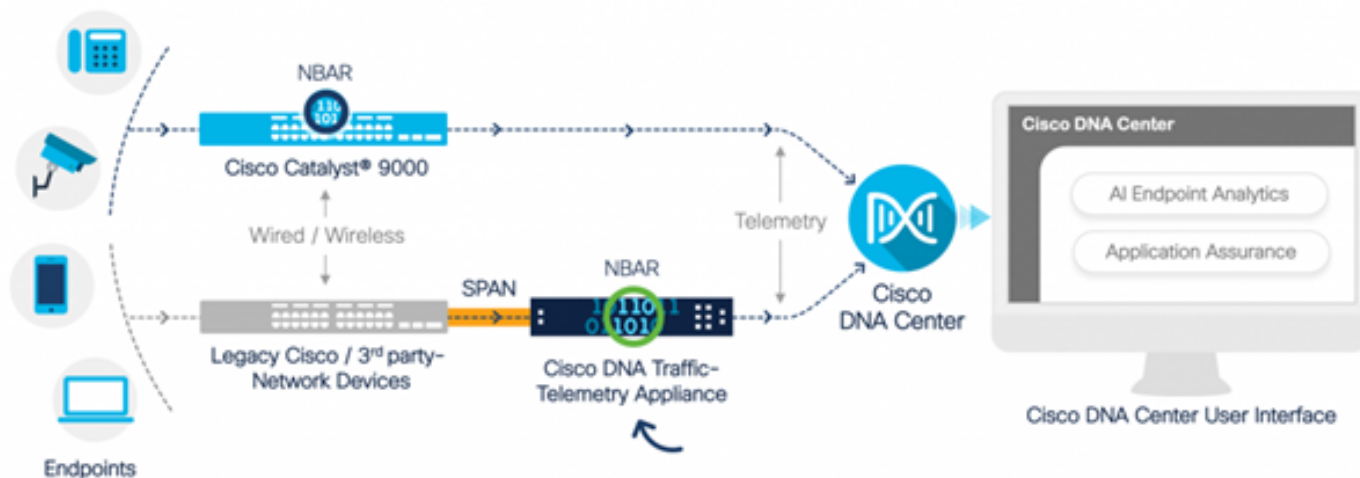 NBAR
Cisco Catalyst® 9000
Wired / Wireless
SPAN
NBAR
Legacy Cisco / 3rd party-
Network Devices
Cisco DNA Traffic-
Telemetry Appliance
Endpoints
Telemetry
Cisco
DNA Center
Cisco DNA Center
AI Endpoint Analytics
Application Assurance
Cisco DNA Center User Interface